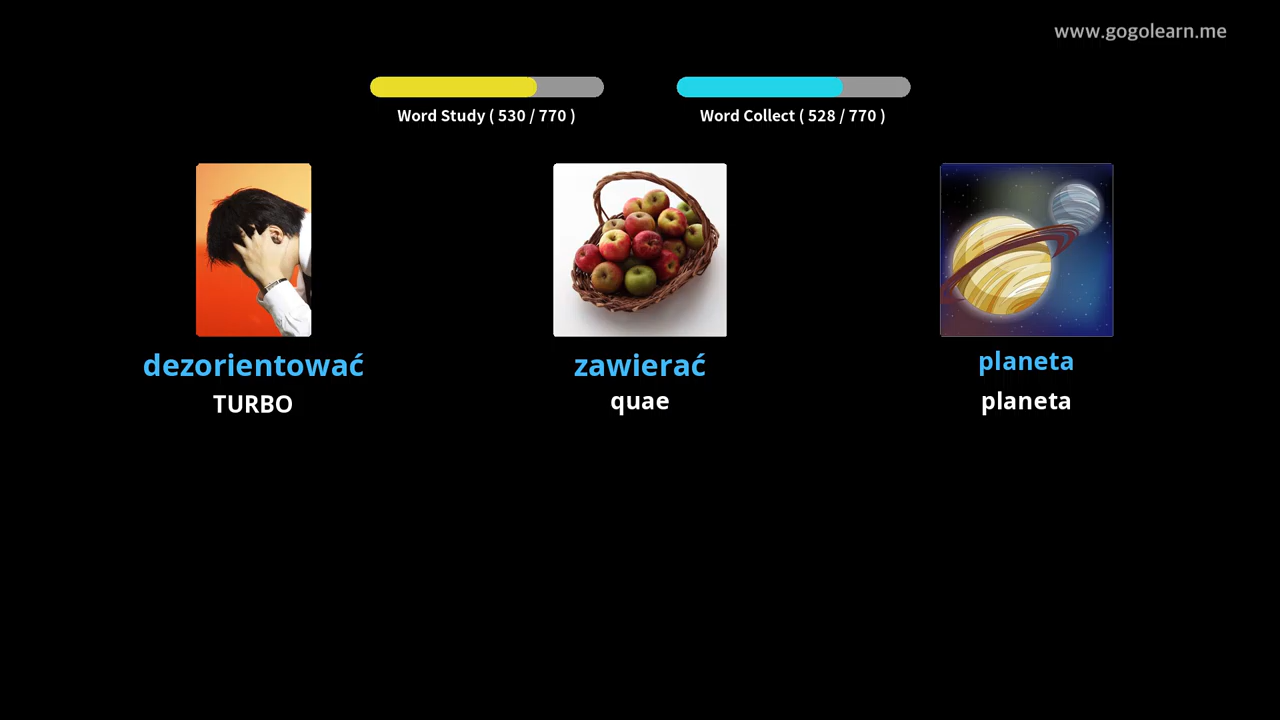 www.gogolearn.me
Word Study ( 530 / 770 )
Word Collect ( 528 / 770 )
dezorientować
TURBO
zawierać
quae
planeta
planeta